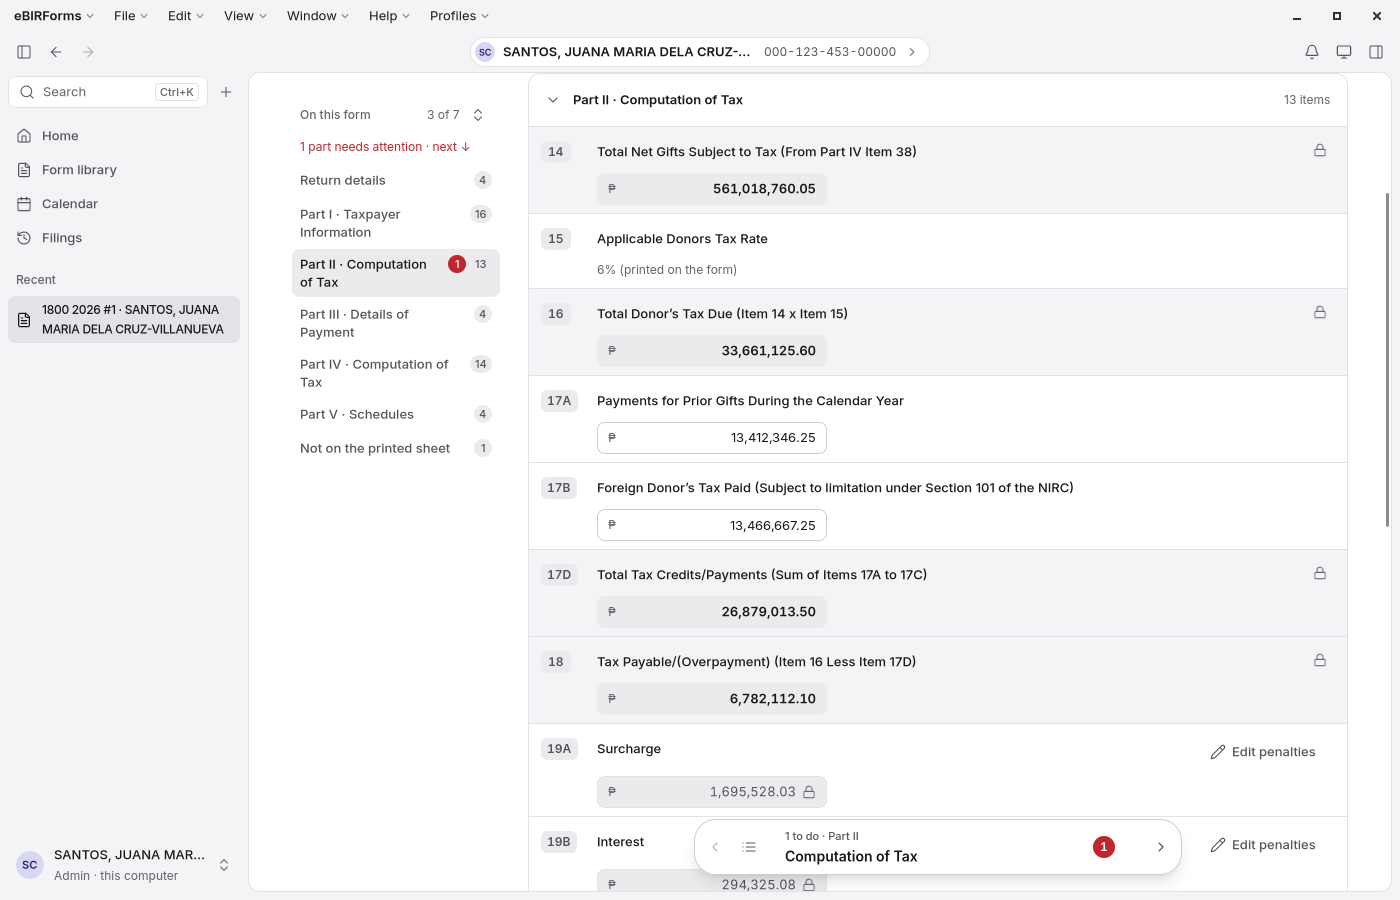 eBIRForms File Edit View Window Help Profiles
SC SANTOS, JUANA MARIA DELA CRUZ-... 000-123-453-00000
Search Ctrl+K
Home
Form library
Calendar
Filings
Recent
1800 2026 #1 · SANTOS, JUANA
MARIA DELA CRUZ-VILLANUEVA
SC SANTOS, JUANA MAR...
Admin · this computer
On this form 3 of 7
1 part needs attention · next ↓
Return details 4
Part I · Taxpayer 16
Information
Part II · Computation 1 13
of Tax
Part III · Details of 4
Payment
Part IV · Computation of 14
Tax
Part V · Schedules 4
Not on the printed sheet 1
Part II · Computation of Tax 13 items
14 Total Net Gifts Subject to Tax (From Part IV Item 38)
₱ 561,018,760.05
15 Applicable Donors Tax Rate
6% (printed on the form)
16 Total Donor’s Tax Due (Item 14 x Item 15)
₱ 33,661,125.60
17A Payments for Prior Gifts During the Calendar Year
₱ 13,412,346.25
17B Foreign Donor’s Tax Paid (Subject to limitation under Section 101 of the NIRC)
₱ 13,466,667.25
17D Total Tax Credits/Payments (Sum of Items 17A to 17C)
₱ 26,879,013.50
18 Tax Payable/(Overpayment) (Item 16 Less Item 17D)
₱ 6,782,112.10
19A Surcharge Edit penalties
₱ 1,695,528.03
19B Interest Edit penalties
₱ 294,325.08
1 to do · Part II
Computation of Tax 1